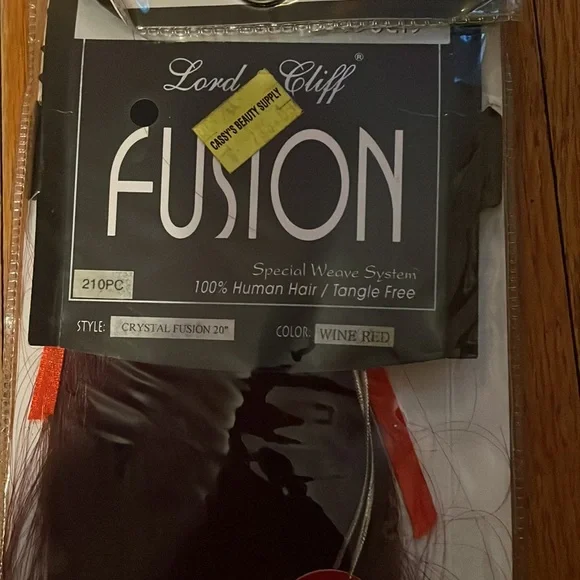 Lord Cliff®
CASSY'S BEAUTY SUPPLY
FUSION
Special Weave System
210PC
100% Human Hair / Tangle Free
STYLE: CRYSTAL FUSION 20"
COLOR: WINE RED